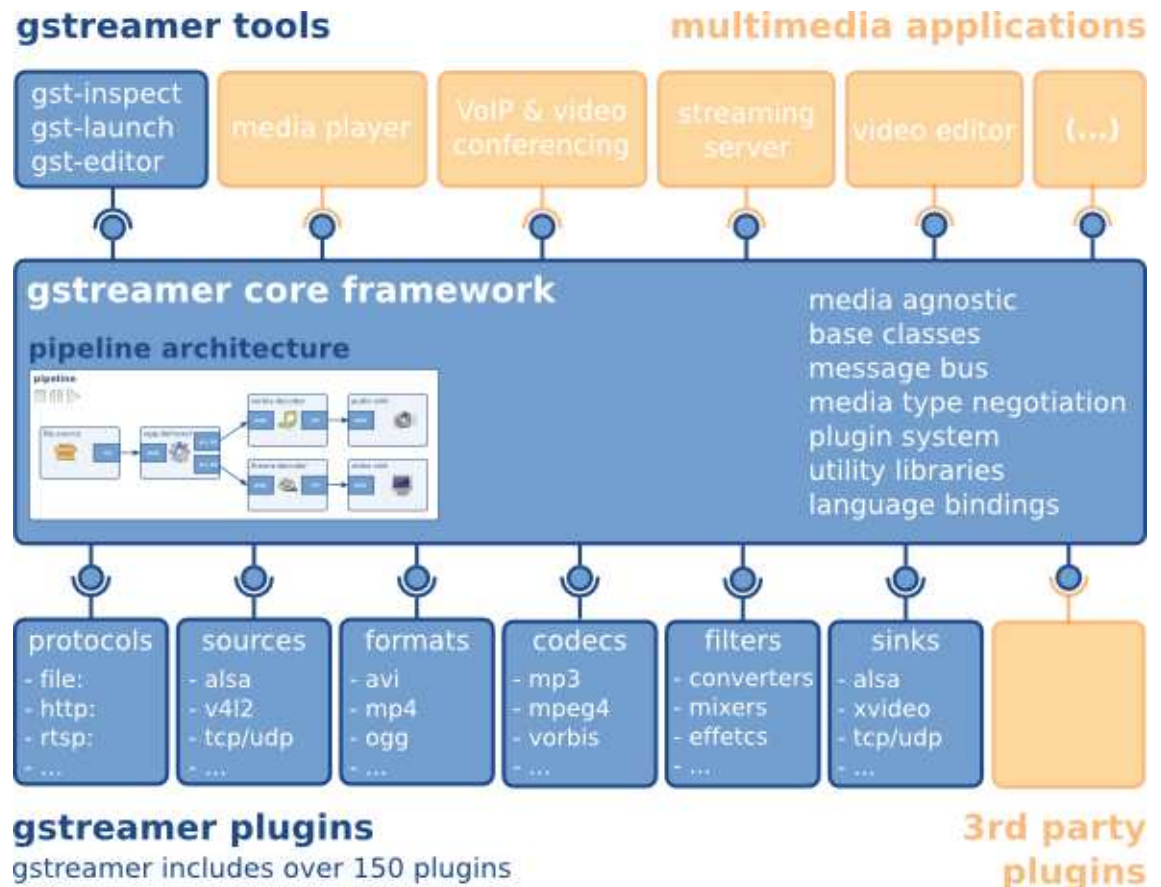 gstreamer tools
multimedia applications
gst-inspect
gst-launch
gst-editor
media player
VoIP & video
conferencing
streaming
server
video editor
(...)
gstreamer core framework
pipeline architecture
pipeline
media agnostic
base classes
message bus
media type negotiation
plugin system
utility libraries
language bindings
protocols
- file:
- http:
- rtsp:
- ...
sources
- alsa
- v4l2
- tcp/udp
- ...
formats
- avi
- mp4
- ogg
- ...
codecs
- mp3
- mpeg4
- vorbis
- ...
filters
- converters
- mixers
- effetcs
- ...
sinks
- alsa
- xvideo
- tcp/udp
- ...
gstreamer plugins
gstreamer includes over 150 plugins
3rd party
plugins